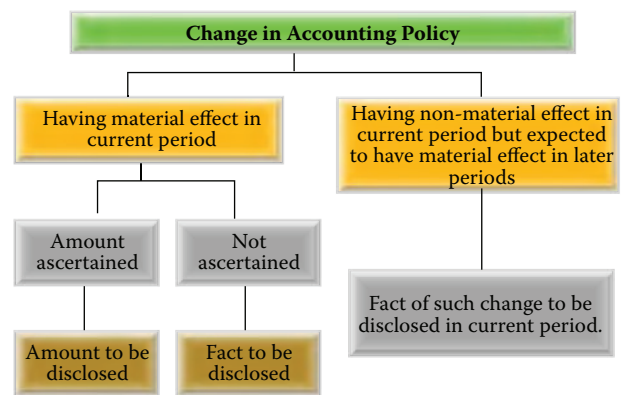 Change in Accounting Policy
Having material effect in
current period
Having non-material effect in
current period but expected
to have material effect in later
periods
Amount
ascertained
Not
ascertained
Fact of such change to be
disclosed in current period.
Amount to be
disclosed
Fact to be
disclosed